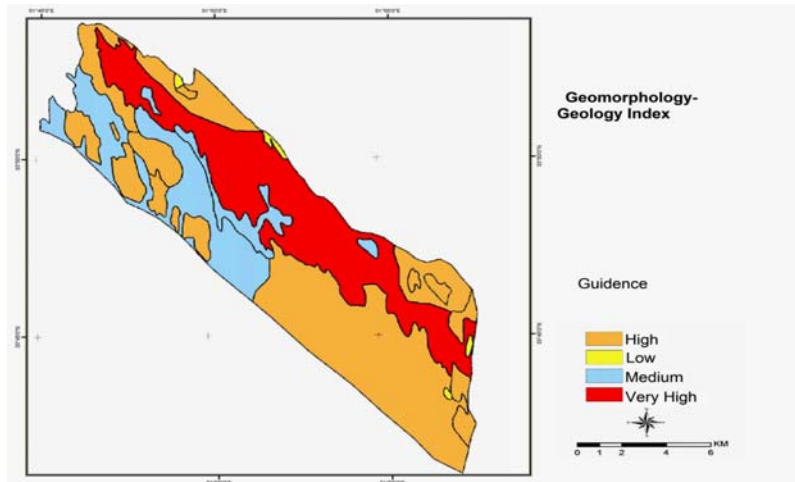 Geomorphology-
Geology Index
Guidence
High
Low
Medium
Very High
0 1 2 4 6 KM